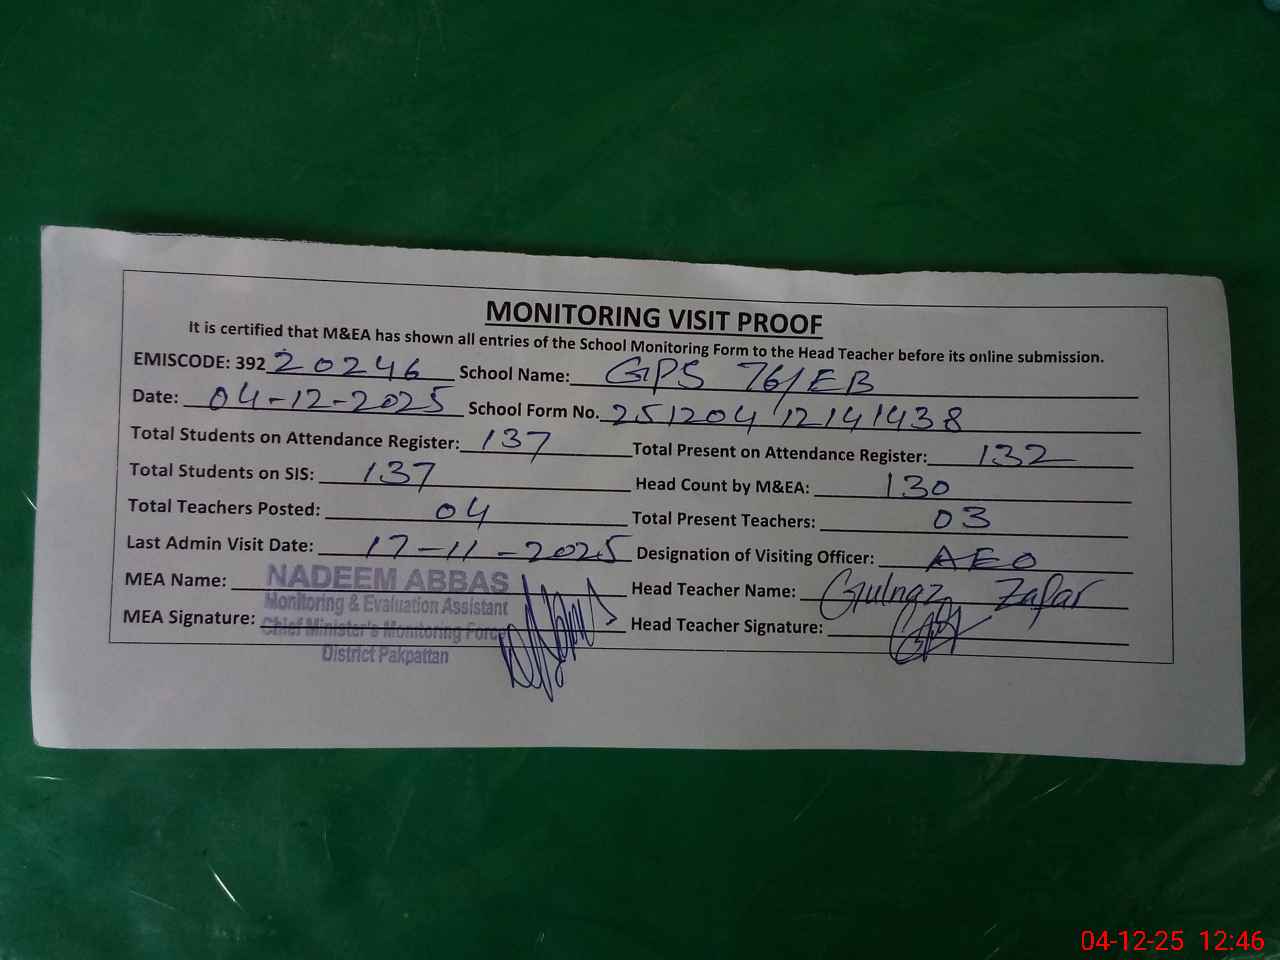 MONITORING VISIT PROOF
It is certified that M&EA has shown all entries of the School Monitoring Form to the Head Teacher before its online submission.
EMISCODE: 39220246 School Name: GPS 76/EB
Date: 04-12-2025 School Form No. 25120412141438
Total Students on Attendance Register: 137 Total Present on Attendance Register: 132
Total Students on SIS: 137 Head Count by M&EA: 130
Total Teachers Posted: 04 Total Present Teachers: 03
Last Admin Visit Date: 17-11-2025 Designation of Visiting Officer: AEO
MEA Name: NADEEM ABBAS Head Teacher Name: Gulnaz Zafar
Monitoring & Evaluation Assistant
MEA Signature: Chief Minister's Monitoring Force Head Teacher Signature:
District Pakpattan
04-12-25 12:46